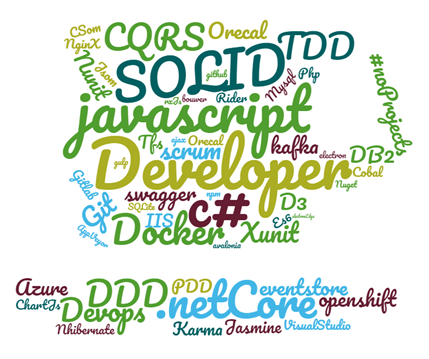 CSom
NginX
CQRS
Orecal
TDD
Nunit
Jsom
SOLID
github
Mysql
Php
#noProjects
rxJs
bouwer
Rider
javascript
Tfs
ajax
Orecal
kafka
electron
DB2
gulp
scrum
Developer
Cobal
Nuget
Gitlab
Git
AppVeyor
swagger
npm
SQLite
IIS
c#
D3
Es6
Docker
Xunit
avalonia
Azure
ChartJs
DDD
PDD
eventstore
openshift
Devops
.netCore
Nhibernate
Karma
Jasmine
VisualStudio